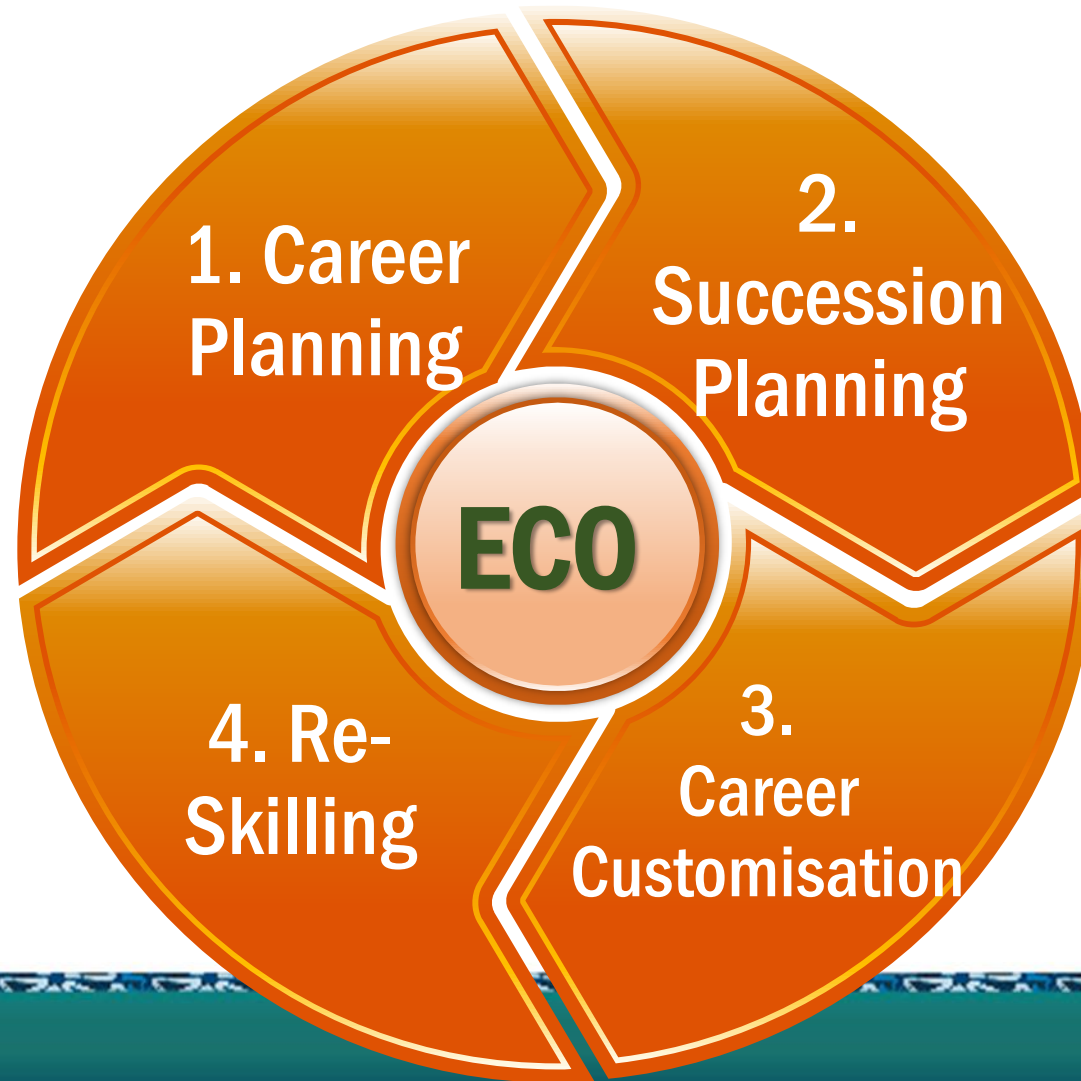 1. Career
Planning
2.
Succession
Planning
ECO
3.
Career
Customisation
4. Re-
Skilling